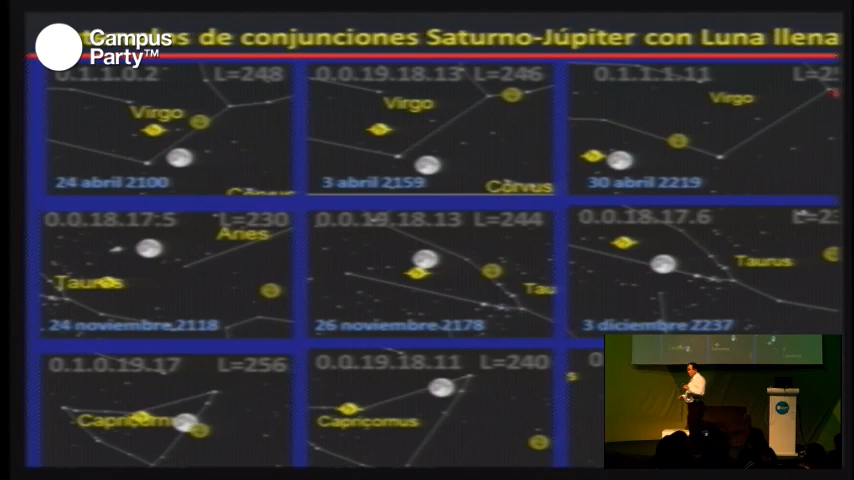 Campus
Party™
los de conjunciones Saturno-Júpiter con Luna llena
0.1.1.0.2 L=248
Virgo
24 abril 2100
Corvus
0.0.19.18.13 L=246
Virgo
3 abril 2159
Corvus
0.1.1.1.11
Virgo
30 abril 2219
0.0.18.17.5 L=230
Aries
Taurus
24 noviembre 2118
0.0.19.18.13 L=244
Tau
26 noviembre 2178
0.0.18.17.6
Taurus
3 diciembre 2237
0.1.0.19.17 L=256
Capricorn
0.0.19.18.11 L=240
Capricornus